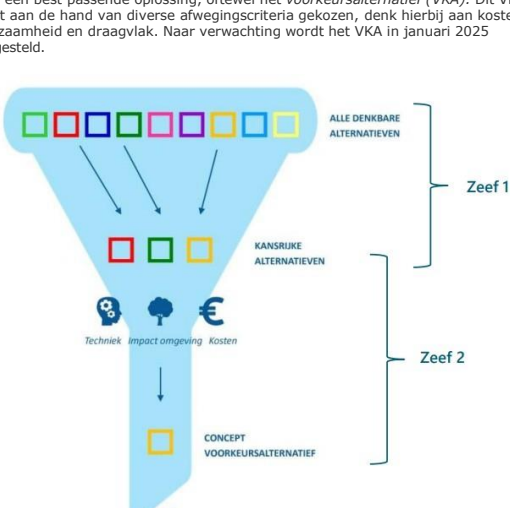 een best passende oplossing, oftewel het voorkeursalternatief (VKA). Dit
t aan de hand van diverse afwegingscriteria gekozen, denk hierbij aan
zaamheid en draagvlak. Naar verwachting wordt het VKA in januari 2025
gesteld.
ALLE DENKBARE
ALTERNATIEVEN
Zeef 1
KANSRIJKE
ALTERNATIEVEN
Techniek Impact omgeving Kosten
Zeef 2
CONCEPT
VOORKEURSALTERNATIEF